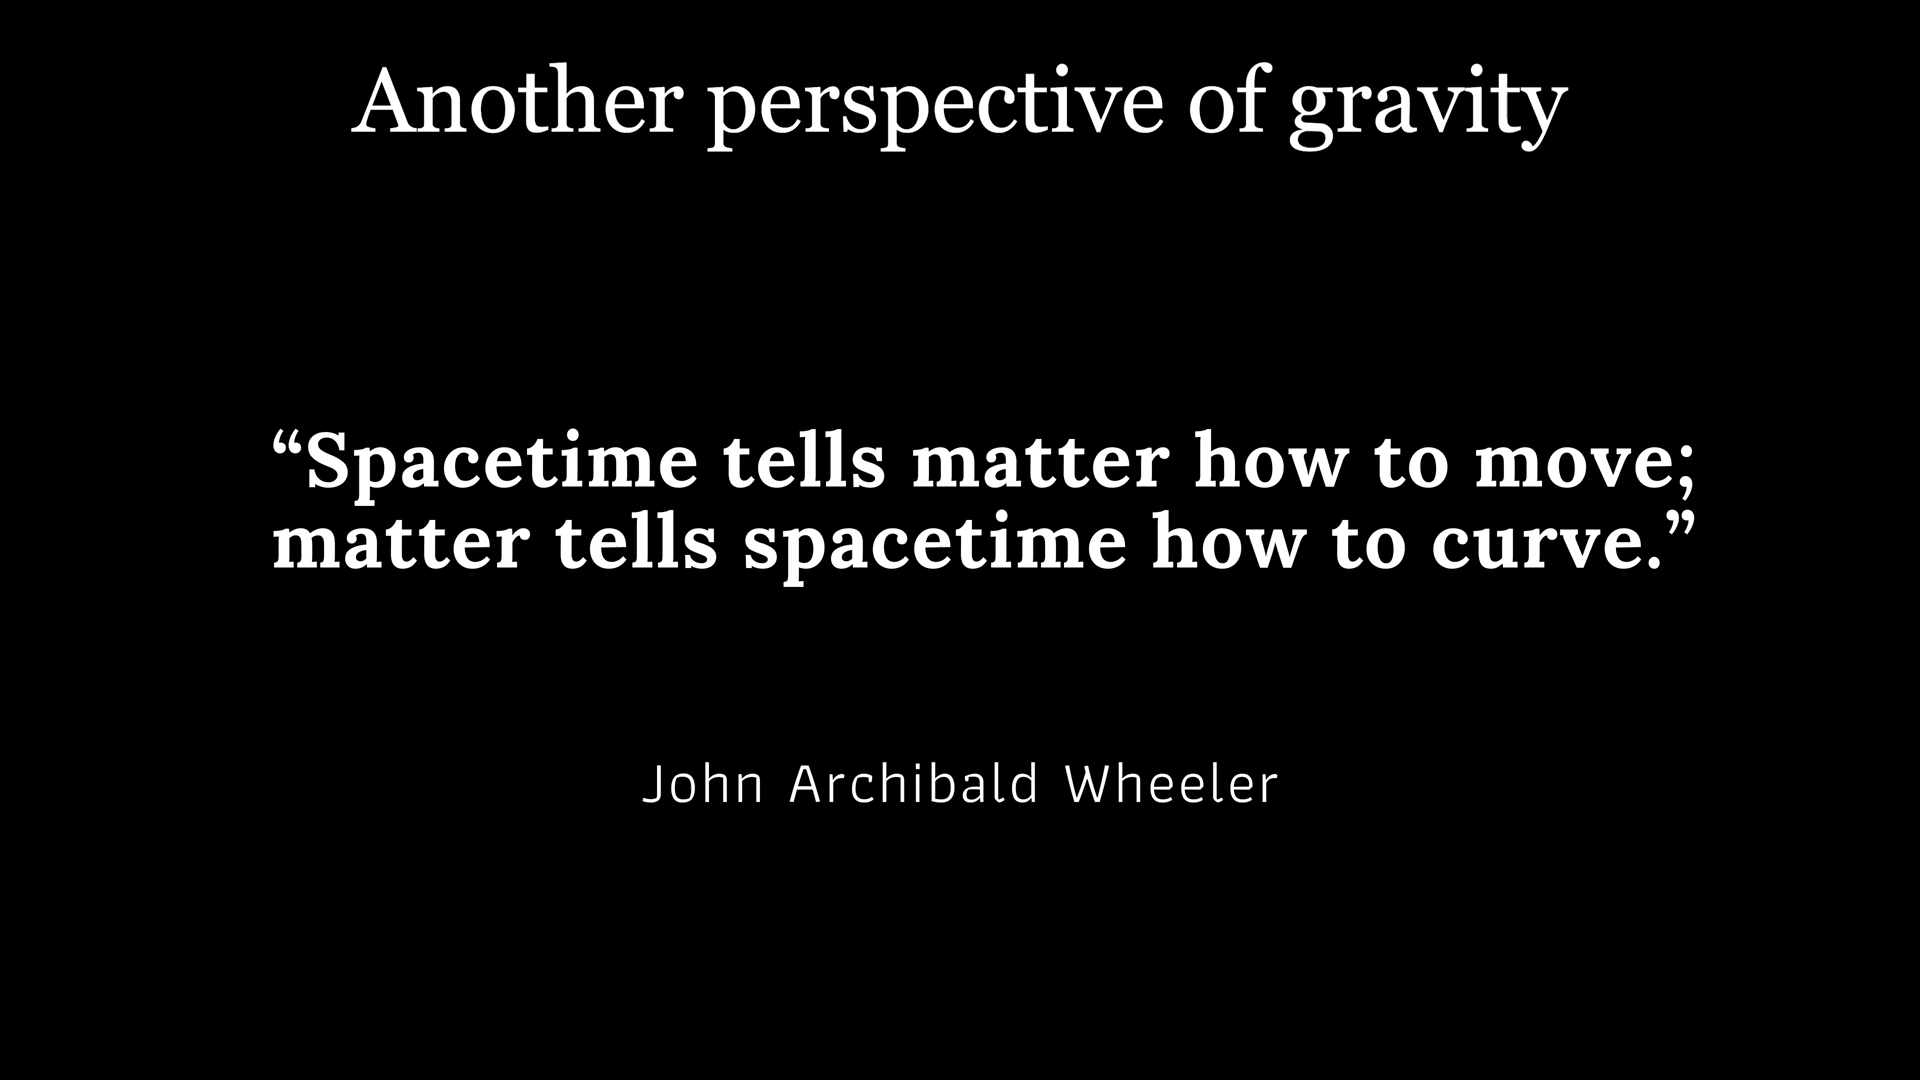 Another perspective of gravity
“Spacetime tells matter how to move;
matter tells spacetime how to curve.”
John Archibald Wheeler